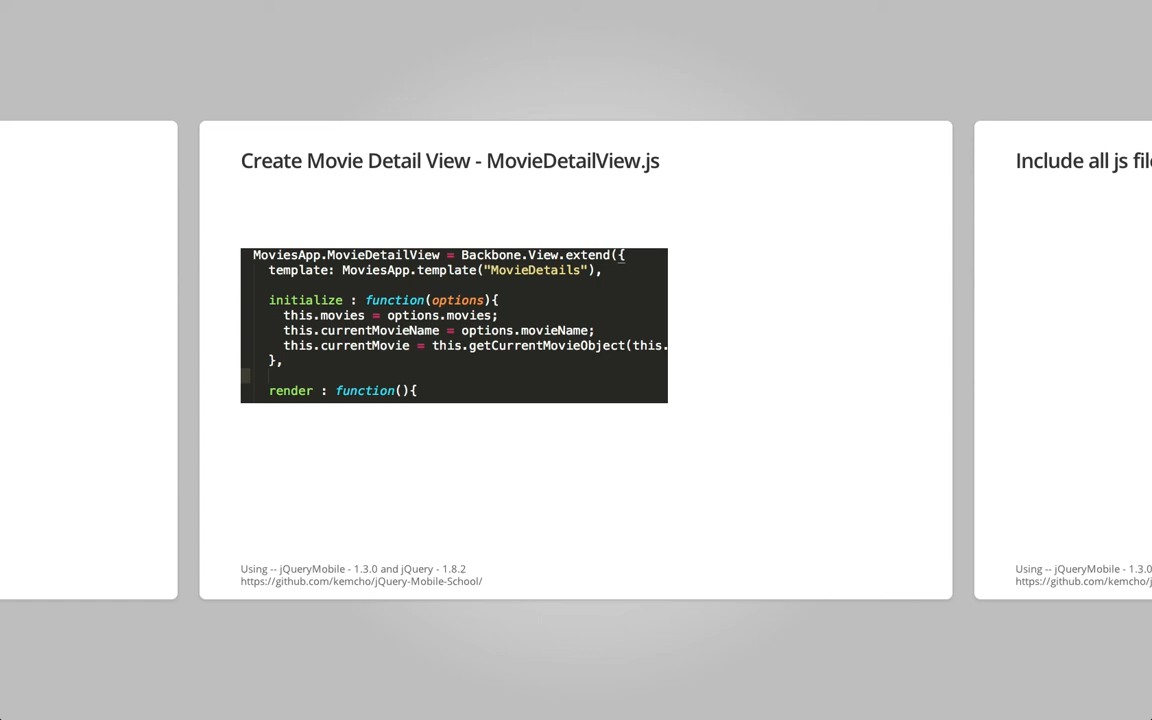 Create Movie Detail View - MovieDetailView.js
MoviesApp.MovieDetailView = Backbone.View.extend({
template: MoviesApp.template("MovieDetails"),
initialize : function(options){
this.movies = options.movies;
this.currentMovieName = options.movieName;
this.currentMovie = this.getCurrentMovieObject(this.
},
render : function(){
Using -- jQueryMobile - 1.3.0 and jQuery - 1.8.2
https://github.com/kemcho/jQuery-Mobile-School/
Include all js
Using -- jQueryMobile - 1.3.0
https://github.com/kemcho/